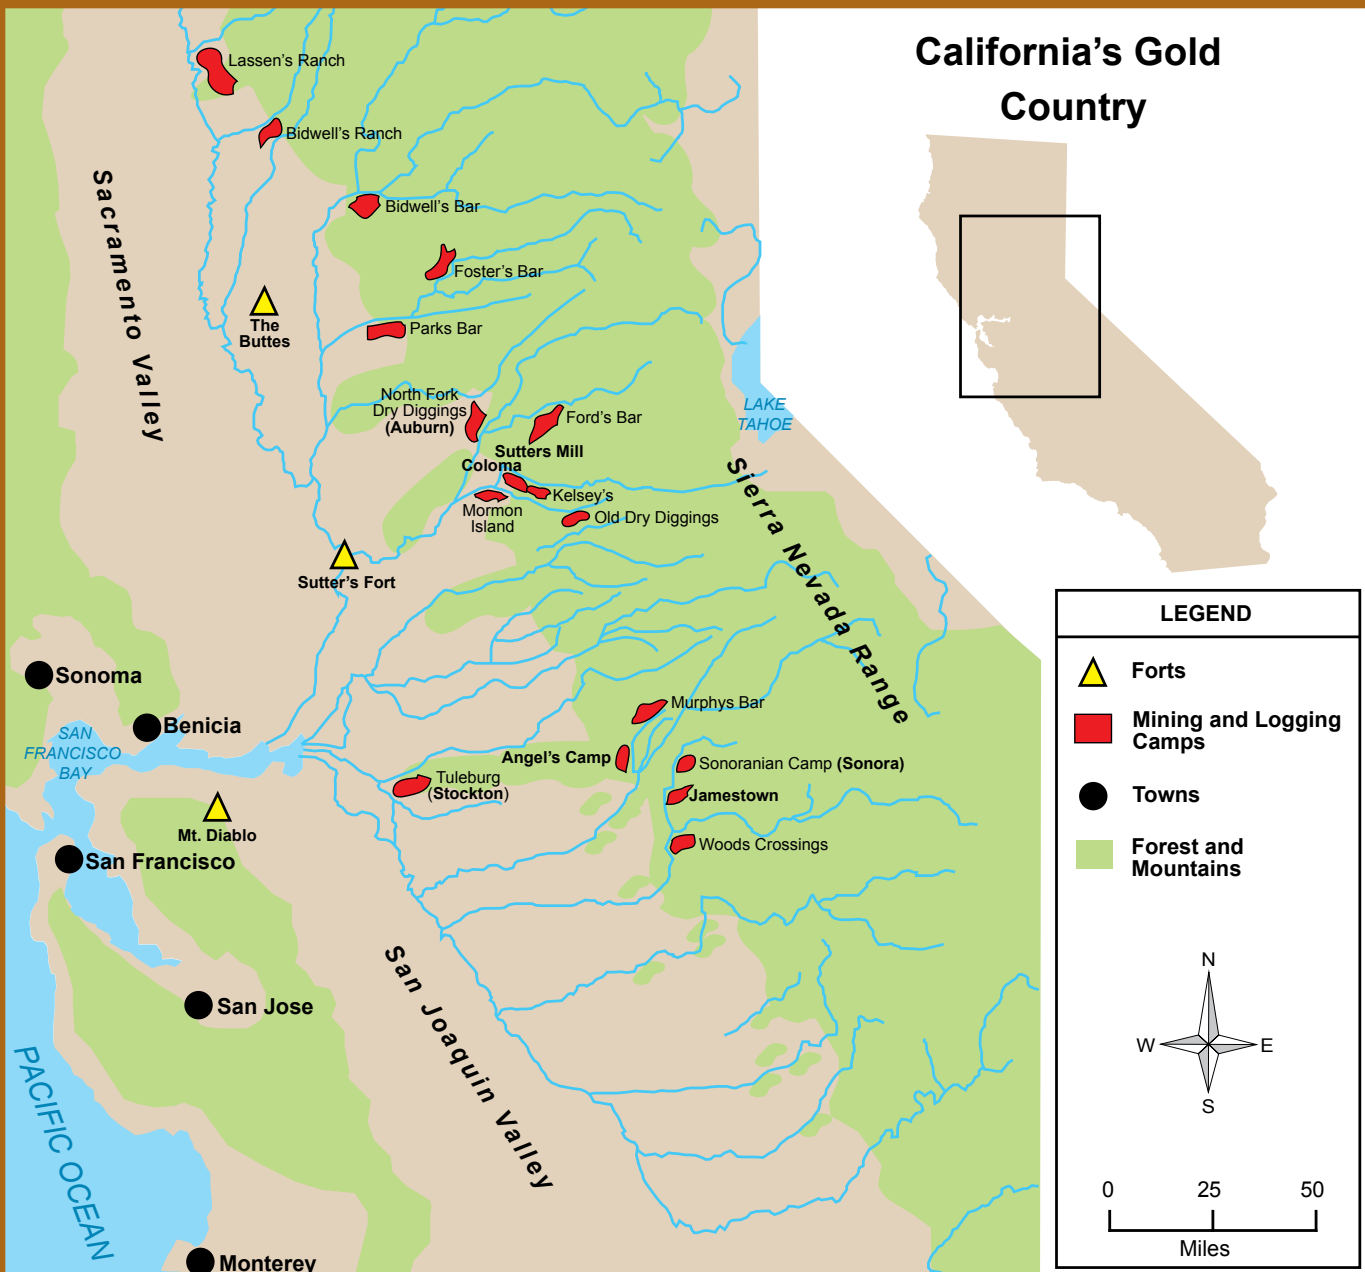 California's Gold
Country
Lassen's Ranch
Bidwell's Ranch
Sacramento Valley
Bidwell's Bar
Foster's Bar
The
Buttes
Parks Bar
North Fork
Dry Diggings
(Auburn)
Ford's Bar
LAKE
TAHOE
Sutters Mill
Coloma
Kelsey's
Mormon
Island
Old Dry Diggings
Sierra Nevada Range
Sutter's Fort
Sonoma
Benicia
SAN
FRANCISCO
BAY
Murphys Bar
Angel's Camp
Sonoranian Camp (Sonora)
Tuleburg
(Stockton)
Jamestown
Mt. Diablo
Woods Crossings
San Francisco
San Joaquin Valley
San Jose
PACIFIC OCEAN
Monterey
LEGEND
Forts
Mining and Logging
Camps
Towns
Forest and
Mountains
N
W
E
S
0 25 50
Miles